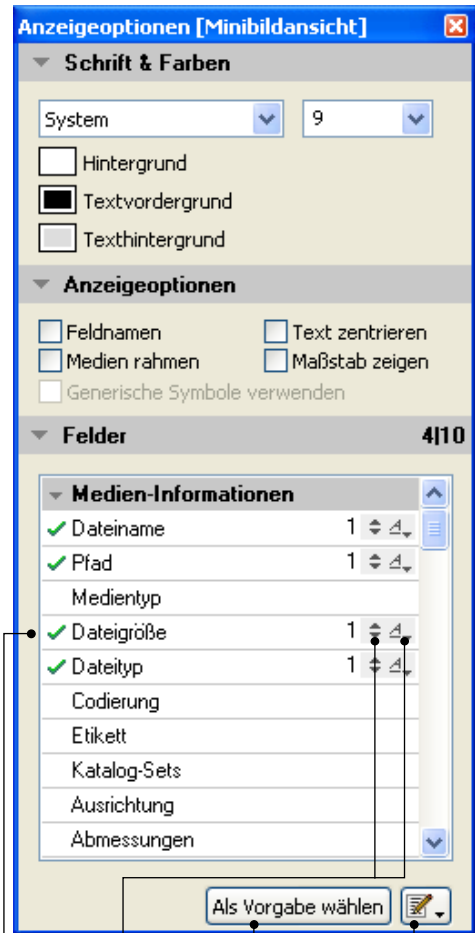 Anzeigeoptionen [Minibildansicht]
Schrift & Farben
System 9
Hintergrund
Textvordergrund
Texthintergrund
Anzeigeoptionen
Feldnamen Text zentrieren
Medien rahmen Maßstab zeigen
Generische Symbole verwenden
Felder 4|10
Medien-Informationen
Dateiname 1 A
Pfad 1 A
Medientyp
Dateigröße 1 A
Dateityp 1 A
Codierung
Etikett
Katalog-Sets
Ausrichtung
Abmessungen
Als Vorgabe wählen